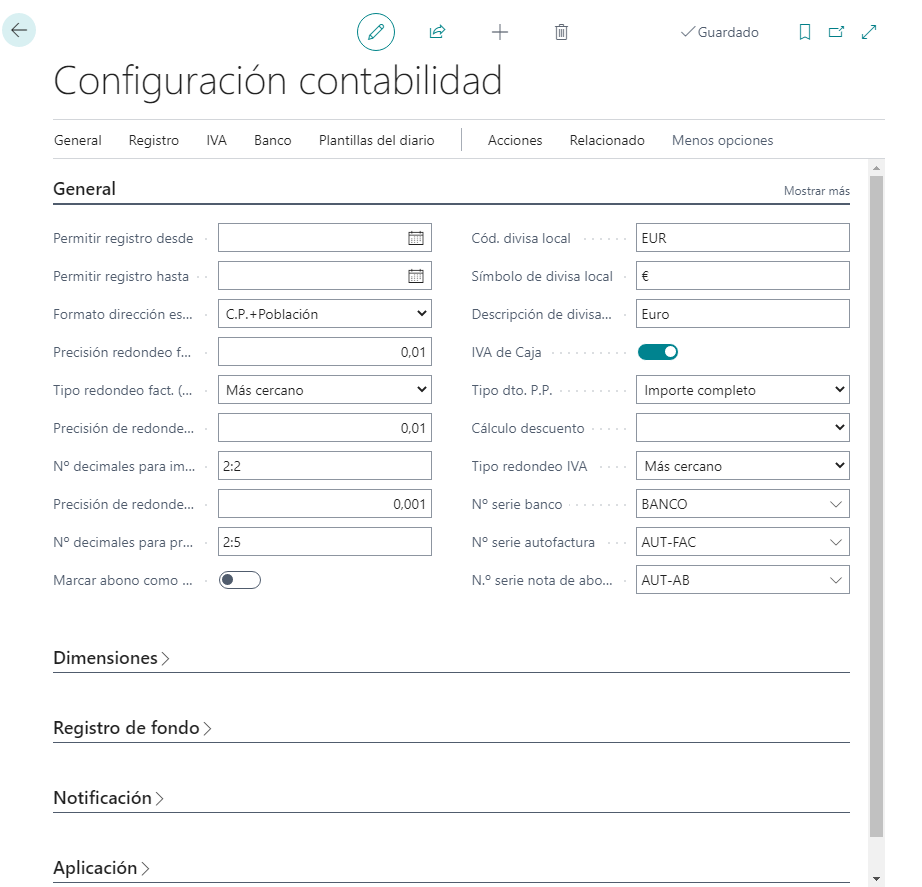 Guardado
Configuración contabilidad
General Registro IVA Banco Plantillas del diario Acciones Relacionado Menos opciones
General Mostrar más
Permitir registro desde
Permitir registro hasta
Formato dirección es... C.P.+Población
Precisión redondeo f... 0,01
Tipo redondeo fact. (... Más cercano
Precisión de redonde... 0,01
Nº decimales para im... 2:2
Precisión de redonde... 0,001
Nº decimales para pr... 2:5
Marcar abono como ...
Cód. divisa local EUR
Símbolo de divisa local €
Descripción de divisa... Euro
IVA de Caja
Tipo dto. P.P. Importe completo
Cálculo descuento
Tipo redondeo IVA Más cercano
Nº serie banco BANCO
Nº serie autofactura AUT-FAC
N.º serie nota de abo... AUT-AB
Dimensiones
Registro de fondo
Notificación
Aplicación